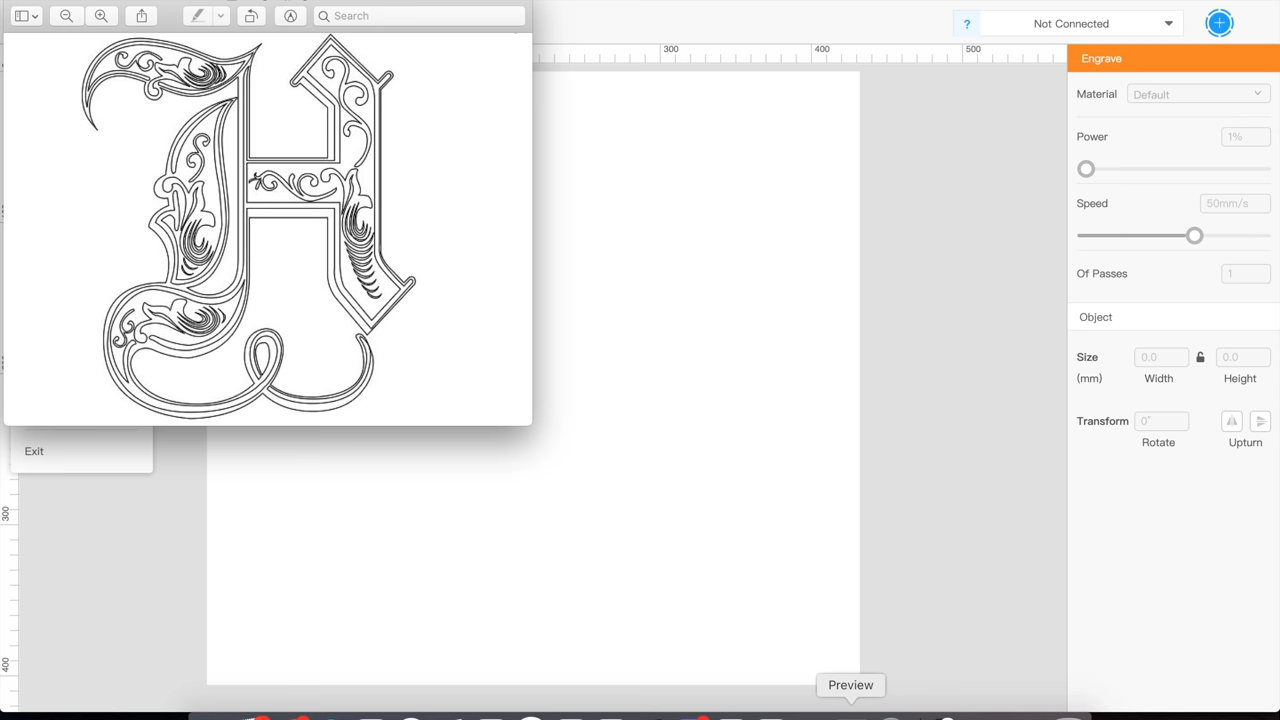 Search
? Not Connected
300 400 500
Engrave
Material Default
Power 1%
Speed 50mm/s
Of Passes 1
Object
Size 0.0 0.0
(mm) Width Height
Transform 0°
Rotate Upturn
H
Exit
300
400
Preview